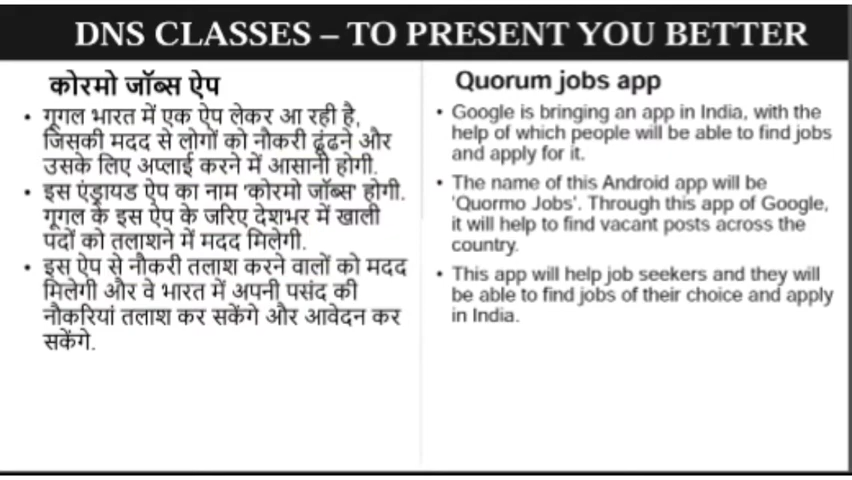 DNS CLASSES – TO PRESENT YOU BETTER
कोरमो जॉब्स ऐप
• गूगल भारत में एक ऐप लेकर आ रही है,
जिसकी मदद से लोगों को नौकरी ढूंढने और
उसके लिए अप्लाई करने में आसानी होगी.
• इस एंड्रायड ऐप का नाम 'कोरमो जॉब्स' होगी.
गूगल के इस ऐप के जरिए देशभर में खाली
पदों को तलाशने में मदद मिलेगी.
• इस ऐप से नौकरी तलाश करने वालों को मदद
मिलेगी और वे भारत में अपनी पसंद की
नौकरियां तलाश कर सकेंगे और आवेदन कर
सकेंगे.
Quorum jobs app
• Google is bringing an app in India, with the
help of which people will be able to find jobs
and apply for it.
• The name of this Android app will be
'Quormo Jobs'. Through this app of Google,
it will help to find vacant posts across the
country.
• This app will help job seekers and they will
be able to find jobs of their choice and apply
in India.